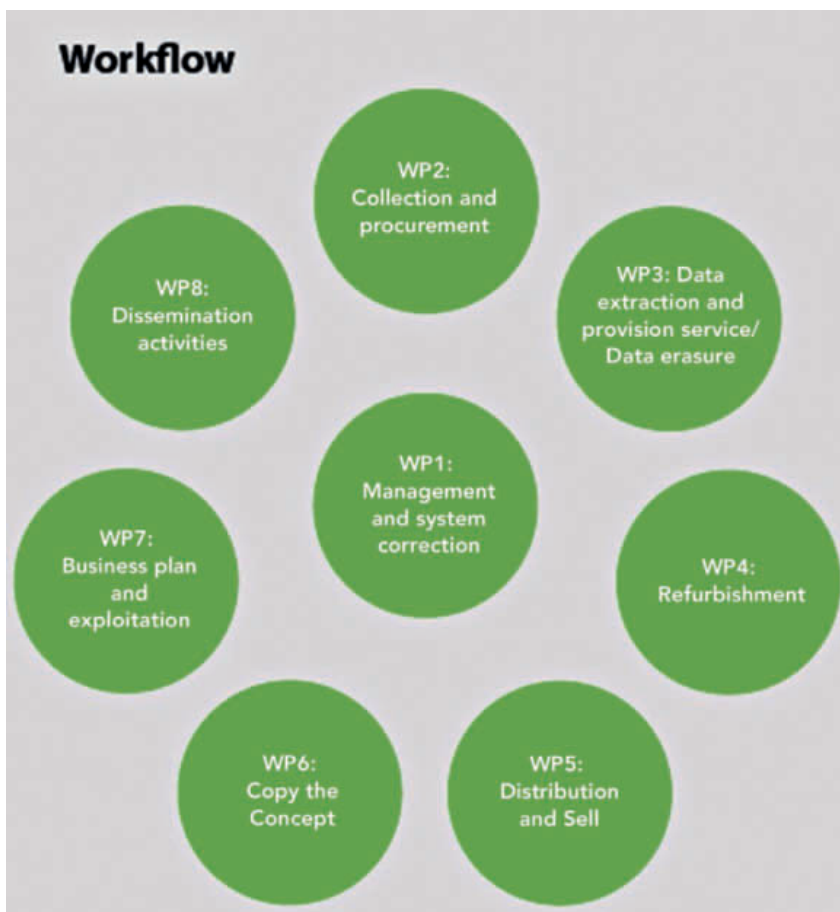 Workflow
WP2:
Collection and
procurement
WP3: Data
extraction and
provision service/
Data erasure
WP4:
Refurbishment
WP5:
Distribution
and Sell
WP6:
Copy the
Concept
WP7:
Business plan
and
exploitation
WP8:
Dissemination
activities
WP1:
Management
and system
correction